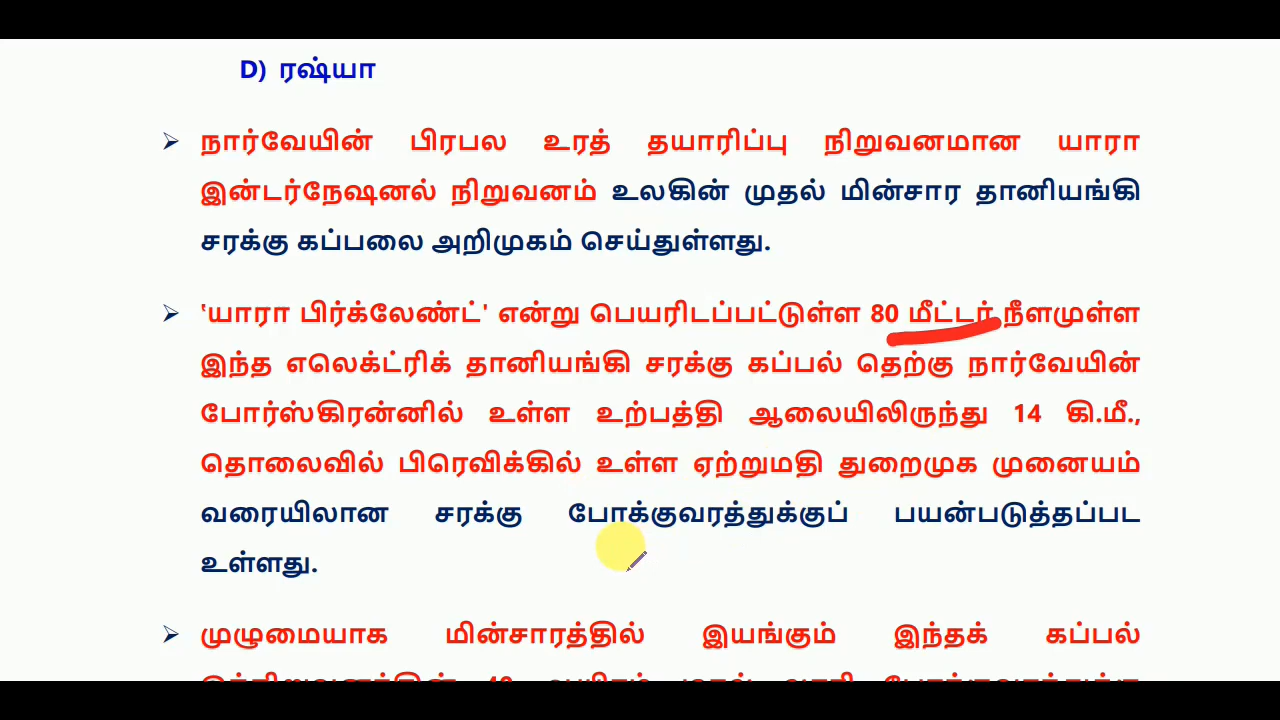 D) ரஷ்யா
➢ நார்வேயின் பிரபல உரத் தயாரிப்பு நிறுவனமான யாரா
இன்டர்நேஷனல் நிறுவனம் உலகின் முதல் மின்சார தானியங்கி
சரக்கு கப்பலை அறிமுகம் செய்துள்ளது.
➢ 'யாரா பிர்க்லேண்ட்' என்று பெயரிடப்பட்டுள்ள 80 மீட்டர் நீளமுள்ள
இந்த எலெக்ட்ரிக் தானியங்கி சரக்கு கப்பல் தெற்கு நார்வேயின்
போர்ஸ்கிரன்னில் உள்ள உற்பத்தி ஆலையிலிருந்து 14 கி.மீ.,
தொலைவில் பிரெவிக்கில் உள்ள ஏற்றுமதி துறைமுக முனையம்
வரையிலான சரக்கு போக்குவரத்துக்குப் பயன்படுத்தப்பட
உள்ளது.
➢ முழுமையாக மின்சாரத்தில் இயங்கும் இந்தக் கப்பல்